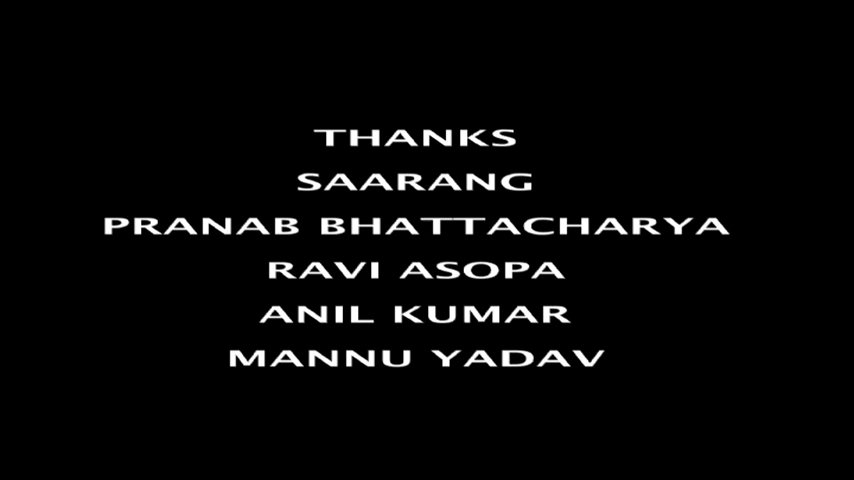 THANKS
SAARANG
PRANAB BHATTACHARYA
RAVI ASOPA
ANIL KUMAR
MANNU YADAV